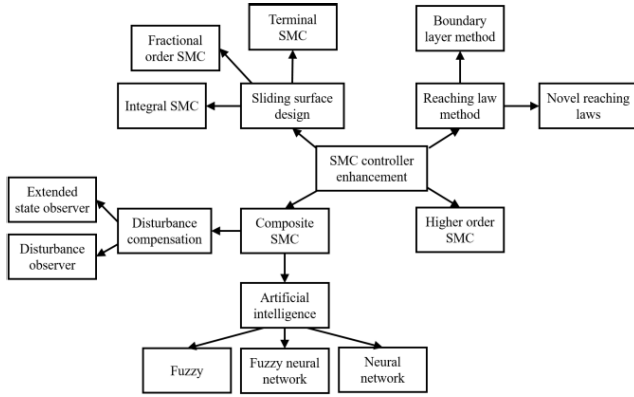 Terminal
SMC
Boundary
layer method
Fractional
order SMC
Integral SMC
Sliding surface
design
Reaching law
method
Novel reaching
laws
SMC controller
enhancement
Extended
state observer
Disturbance
compensation
Composite
SMC
Higher order
SMC
Disturbance
observer
Artificial
intelligence
Fuzzy
Fuzzy neural
network
Neural
network